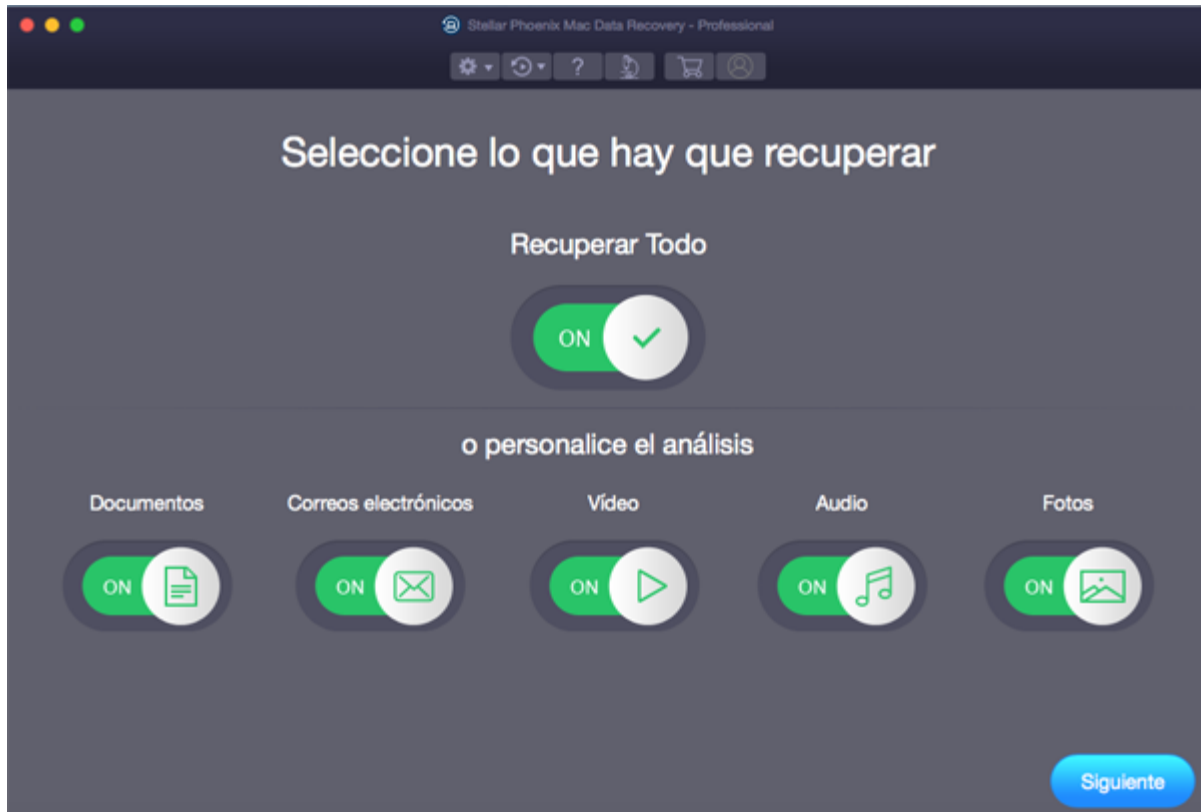 Stellar Phoenix Mac Data Recovery - Professional
?
Seleccione lo que hay que recuperar
Recuperar Todo
ON
o personalice el análisis
Documentos Correos electrónicos Vídeo Audio Fotos
ON ON ON ON ON
Siguiente